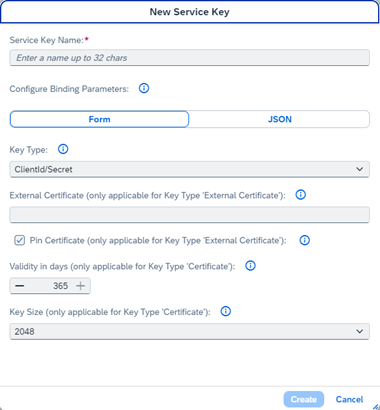 New Service Key
Service Key Name:*
Enter a name up to 32 chars
Configure Binding Parameters:
Form JSON
Key Type:
ClientId/Secret
External Certificate (only applicable for Key Type 'External Certificate'):
Pin Certificate (only applicable for Key Type 'External Certificate'):
Validity in days (only applicable for Key Type 'Certificate'):
365
Key Size (only applicable for Key Type 'Certificate'):
2048
Create Cancel